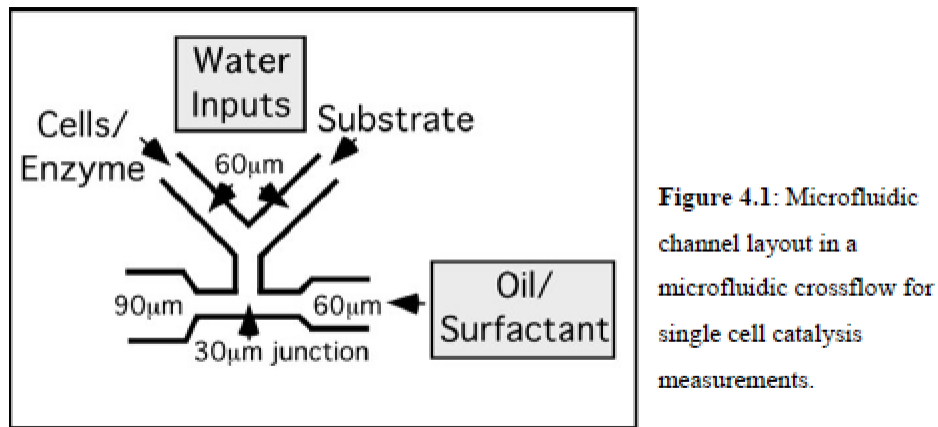 Water
Inputs
Cells/
Enzyme
Substrate
60μm
90μm
60μm
30μm junction
Oil/
Surfactant
Figure 4.1: Microfluidic
channel layout in a
microfluidic crossflow for
single cell catalysis
measurements.